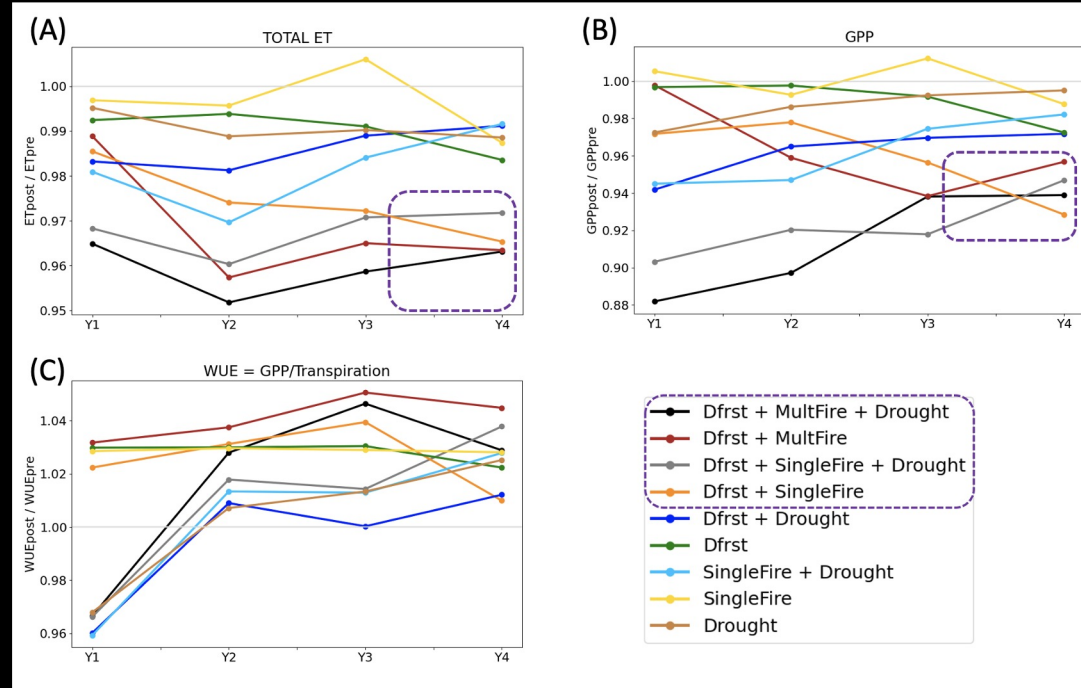 (A)
TOTAL ET
ETpost / ETpre
1.00
0.99
0.98
0.97
0.96
0.95
Y1 Y2 Y3 Y4
(B)
GPP
GPPpost / GPPpre
1.00
0.98
0.96
0.94
0.92
0.90
0.88
Y1 Y2 Y3 Y4
(C)
WUE = GPP/Transpiration
WUEpost / WUEpre
1.04
1.02
1.00
0.98
0.96
Y1 Y2 Y3 Y4
Dfrst + MultFire + Drought
Dfrst + MultFire
Dfrst + SingleFire + Drought
Dfrst + SingleFire
Dfrst + Drought
Dfrst
SingleFire + Drought
SingleFire
Drought